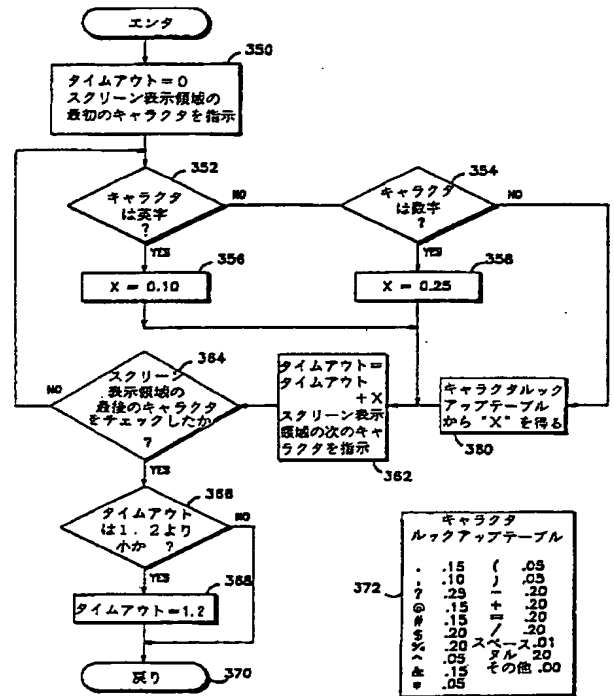 エンタ
350
タイムアウト=0
スクリーン表示領域の
最初のキャラクタを指示
352
キャラクタ
は英字
?
NO
YES
354
キャラクタ
は数字
?
NO
YES
356
X = 0.10
358
X = 0.25
364
スクリーン
表示領域の
最後のキャラクタ
をチェックしたか
?
NO
YES
タイムアウト=
タイムアウト
+X
スクリーン表示
領域の次のキャ
ラクタを指示
362
キャラクタルック
アップテーブル
から "X" を得る
360
366
タイムアウト
は1.2より
小か ?
NO
YES
368
タイムアウト=1.2
戻り
370
372
キャラクタ
ルックアップテーブル
. .15 ( .05
, .10 ) .05
? .25 - .20
@ .15 + .20
# .15 = .20
$ .20 / .20
% .20 スペース .01
^ .05 ヌル .20
& .15 その他 .00
* .05